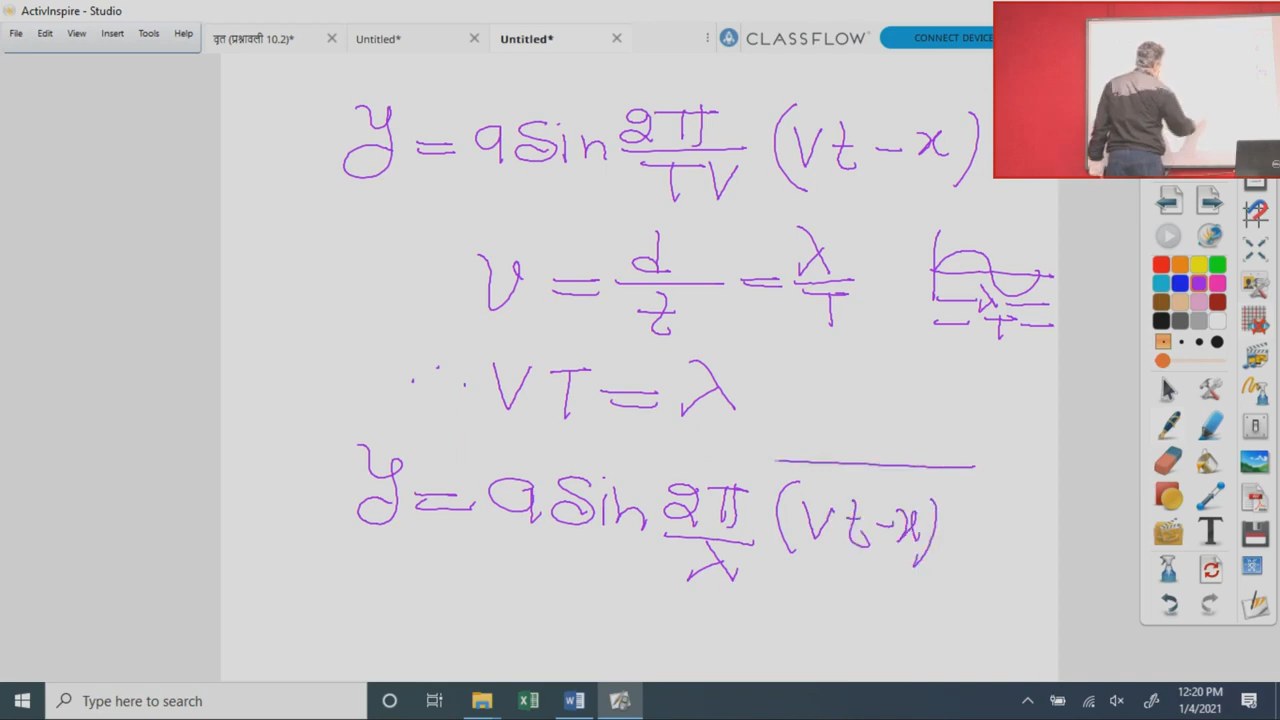 ActivInspire - Studio
File Edit View Insert Tools Help
वृत (प्रश्नावली 10.2)* Untitled* Untitled* CLASSFLOW CONNECT DEVICE
y = a sin 2π/TV (Vt - x)
v = d/t = λ/T
λ
T
∴ VT = λ
y = a sin 2π/λ (Vt - x)
Type here to search
12:20 PM
1/4/2021